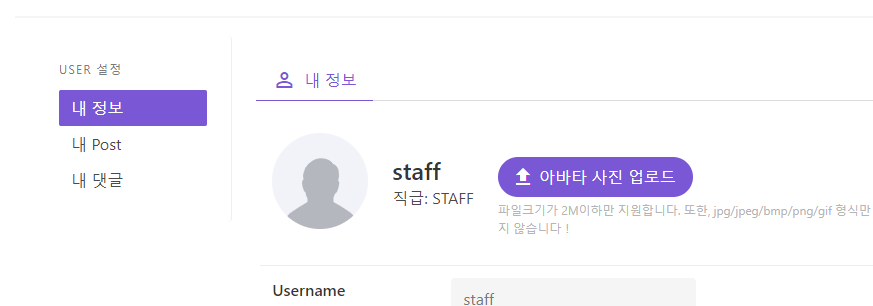 USER 설정
내 정보
내 Post
내 댓글
내 정보
staff
직급: STAFF
아바타 사진 업로드
파일크기가 2M이하만 지원합니다. 또한, jpg/jpeg/bmp/png/gif 형식만
지 않습니다 !
Username
staff